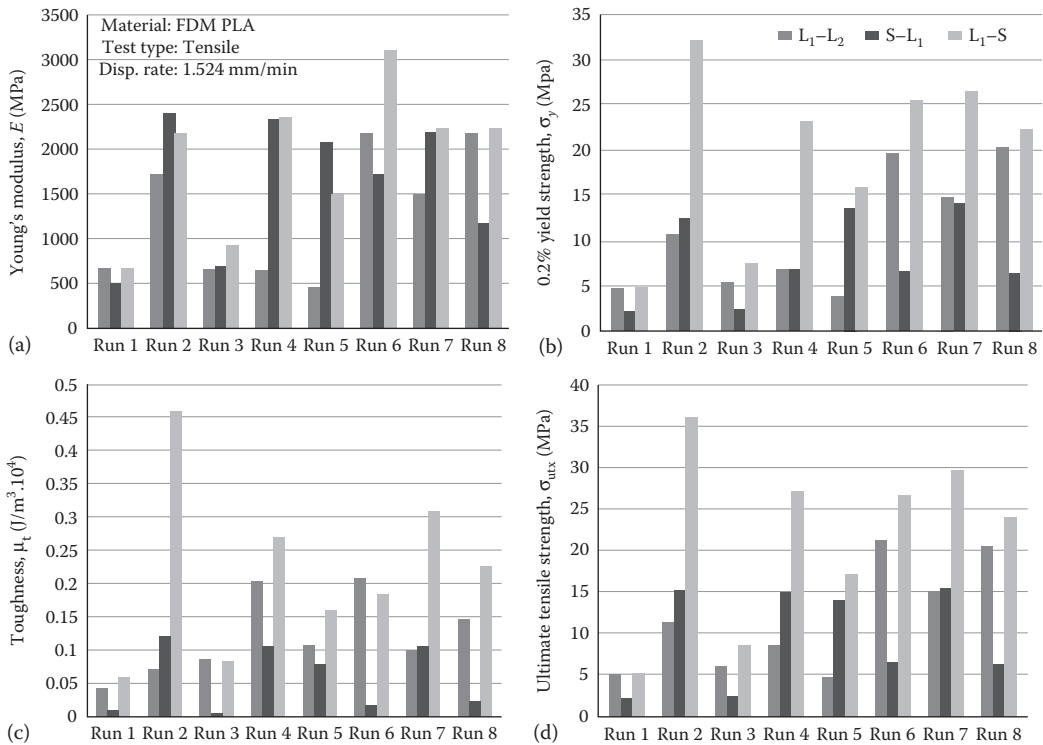 Material: FDM PLA
Test type: Tensile
Disp. rate: 1.524 mm/min
Young's modulus, E (MPa)
3500
3000
2500
2000
1500
1000
500
0
Run 1 Run 2 Run 3 Run 4 Run 5 Run 6 Run 7 Run 8
(a)
L₁–L₂ S–L₁ L₁–S
0.2% yield strength, σy (Mpa)
35
30
25
20
15
10
5
0
Run 1 Run 2 Run 3 Run 4 Run 5 Run 6 Run 7 Run 8
(b)
Toughness, μt (J/m³.10⁴)
0.5
0.45
0.4
0.35
0.3
0.25
0.2
0.15
0.1
0.05
0
Run 1 Run 2 Run 3 Run 4 Run 5 Run 6 Run 7 Run 8
(c)
Ultimate tensile strength, σutx (MPa)
40
35
30
25
20
15
10
5
0
Run 1 Run 2 Run 3 Run 4 Run 5 Run 6 Run 7 Run 8
(d)